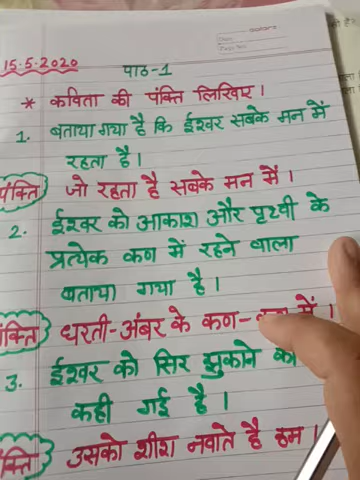 15.5.2020
पाठ-1
* कविता की पंक्ति लिखिए।
1. बताया गया है कि ईश्वर सबके मन में
रहता है।
पंक्ति जो रहता है सबके मन में।
2. ईश्वर को आकाश और पृथ्वी के
प्रत्येक कण में रहने वाला
बताया गया है।
धरती-अंबर के कण- में।
3. ईश्वर को सिर झुकाने
कही गई है।
उसको शीश नवाते है हम।